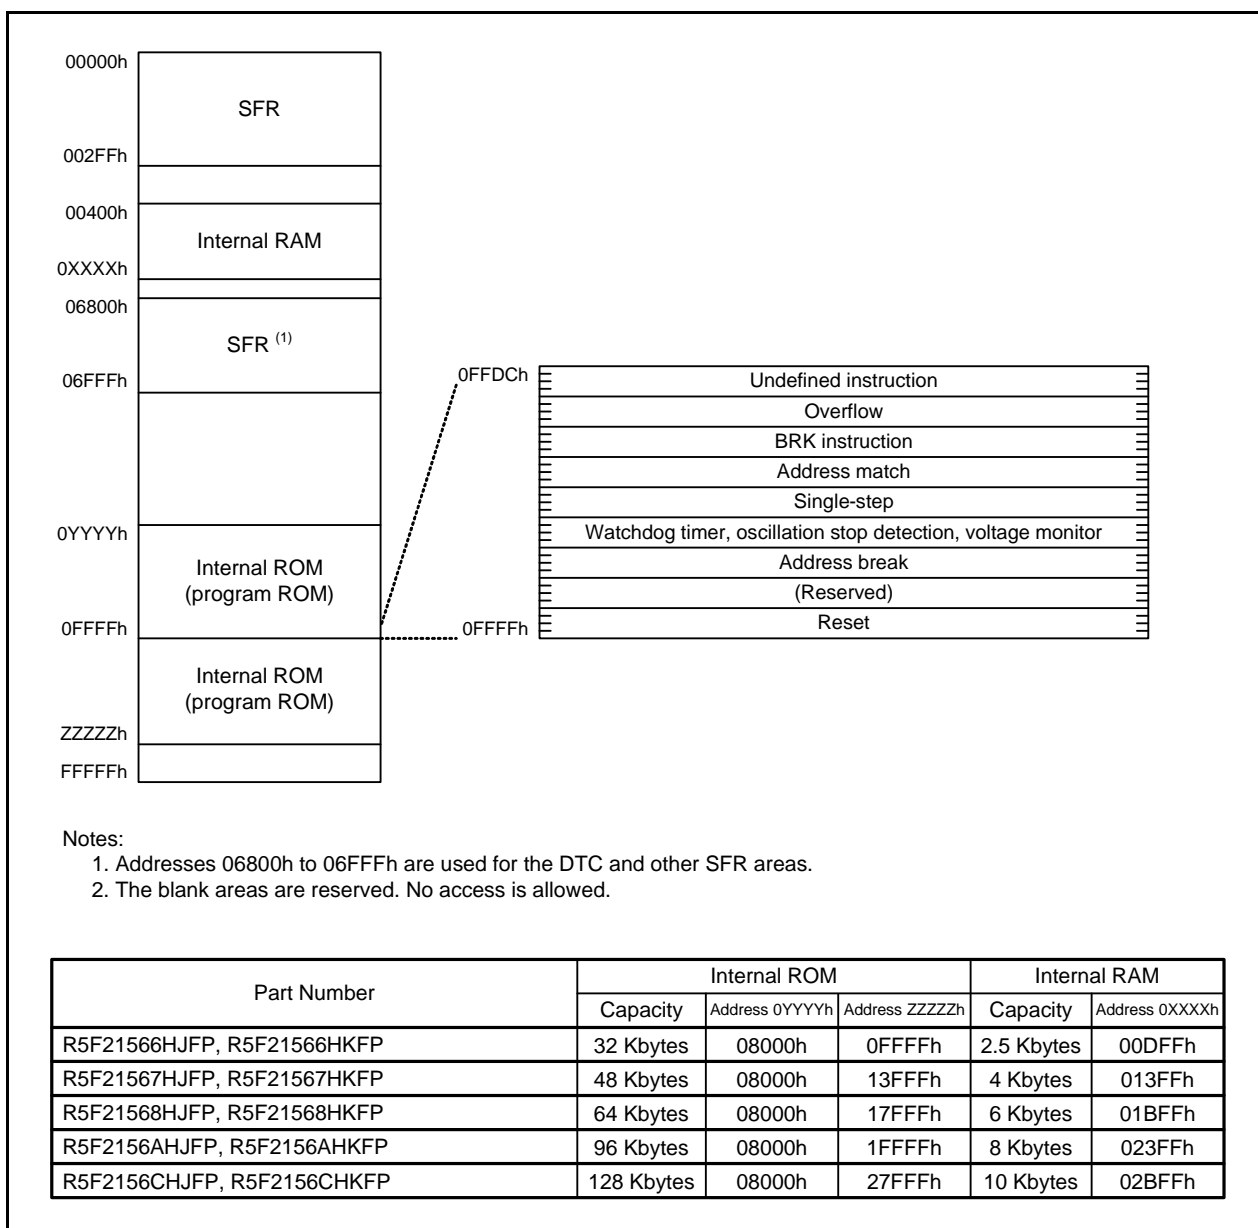 00000h
SFR
002FFh
00400h
Internal RAM
0XXXXh
06800h
SFR (1)
06FFFh
0YYYYh
Internal ROM
(program ROM)
0FFFFh
Internal ROM
(program ROM)
ZZZZZh
FFFFFh
0FFDCh
Undefined instruction
Overflow
BRK instruction
Address match
Single-step
Watchdog timer, oscillation stop detection, voltage monitor
Address break
(Reserved)
0FFFFh
Reset
Notes:
1. Addresses 06800h to 06FFFh are used for the DTC and other SFR areas.
2. The blank areas are reserved. No access is allowed.
Part Number Internal ROM Internal RAM
Capacity Address 0YYYYh Address ZZZZZh Capacity Address 0XXXXh
R5F21566HJFP, R5F21566HKFP 32 Kbytes 08000h 0FFFFh 2.5 Kbytes 00DFFh
R5F21567HJFP, R5F21567HKFP 48 Kbytes 08000h 13FFFh 4 Kbytes 013FFh
R5F21568HJFP, R5F21568HKFP 64 Kbytes 08000h 17FFFh 6 Kbytes 01BFFh
R5F2156AHJFP, R5F2156AHKFP 96 Kbytes 08000h 1FFFFh 8 Kbytes 023FFh
R5F2156CHJFP, R5F2156CHKFP 128 Kbytes 08000h 27FFFh 10 Kbytes 02BFFh